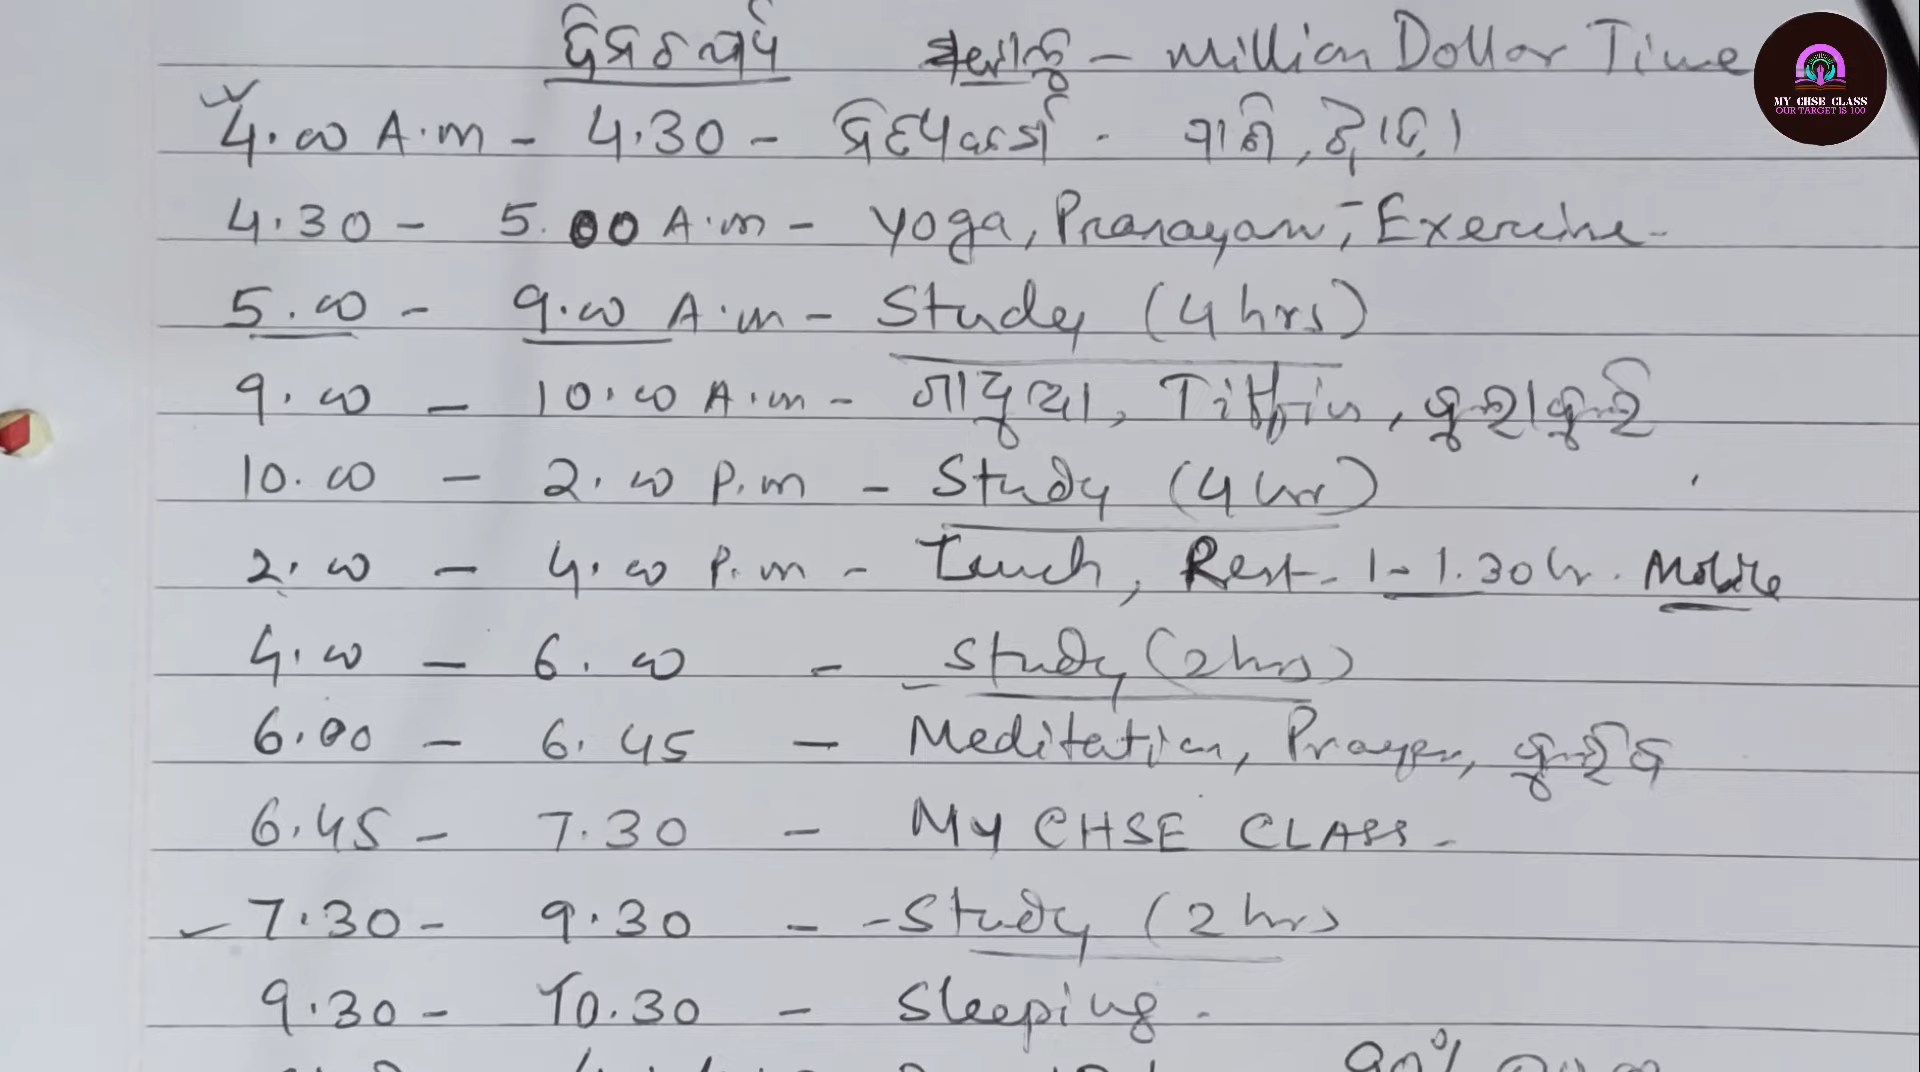 ଦିନଚର୍ଯ୍ୟା - Million Dollar Time
MY CHSE CLASS
OUR TARGET IS 100
4.00 A.m - 4.30 - ନିତ୍ୟକର୍ମ -
4.30 - 5.00 A.m - Yoga, Pranayam, Exercise -
5.00 - 9.00 A.m - Study (4 hrs)
9.00 - 10.00 A.m - ଗାଧୁଆ, Tiffin, ବୁଲାବୁଲି
10.00 - 2.00 P.m - Study (4 hr)
2.00 - 4.00 P.m - Lunch, Rest - 1 - 1.30 hr. Mobile
4.00 - 6.00 - Study (2 hrs)
6.00 - 6.45 - Meditation, Prayer,
6.45 - 7.30 - MY CHSE CLASS -
7.30 - 9.30 - - Study (2 hrs
9.30 - 10.30 - Sleeping -